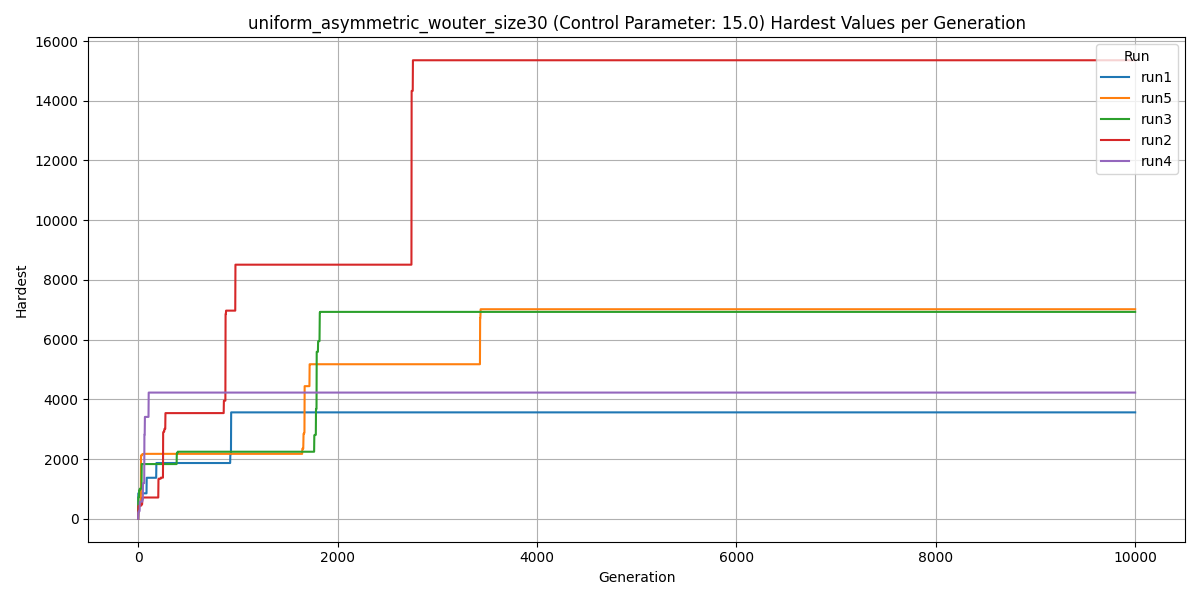 uniform_asymmetric_wouter_size30 (Control Parameter: 15.0) Hardest Values per Generation
16000
14000
12000
10000
8000
6000
4000
2000
0
Hardest
0
2000
4000
6000
8000
10000
Generation
Run
run1
run5
run3
run2
run4